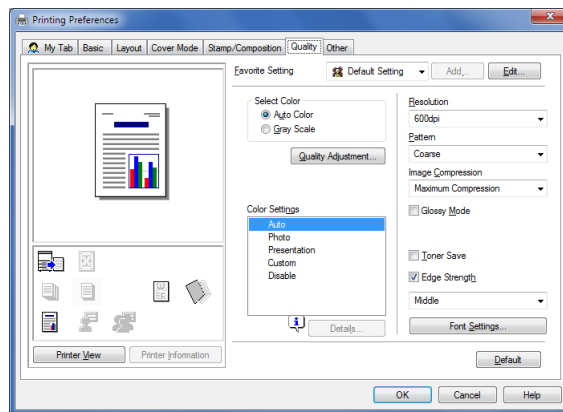 Printing Preferences
My Tab Basic Layout Cover Mode Stamp/Composition Quality Other
Favorite Setting Default Setting Add... Edit...
Select Color
Auto Color
Gray Scale
Quality Adjustment...
Color Settings
Auto
Photo
Presentation
Custom
Disable
Details...
Resolution
600dpi
Pattern
Coarse
Image Compression
Maximum Compression
Glossy Mode
Toner Save
Edge Strength
Middle
Font Settings...
Printer View Printer Information
Default
OK Cancel Help